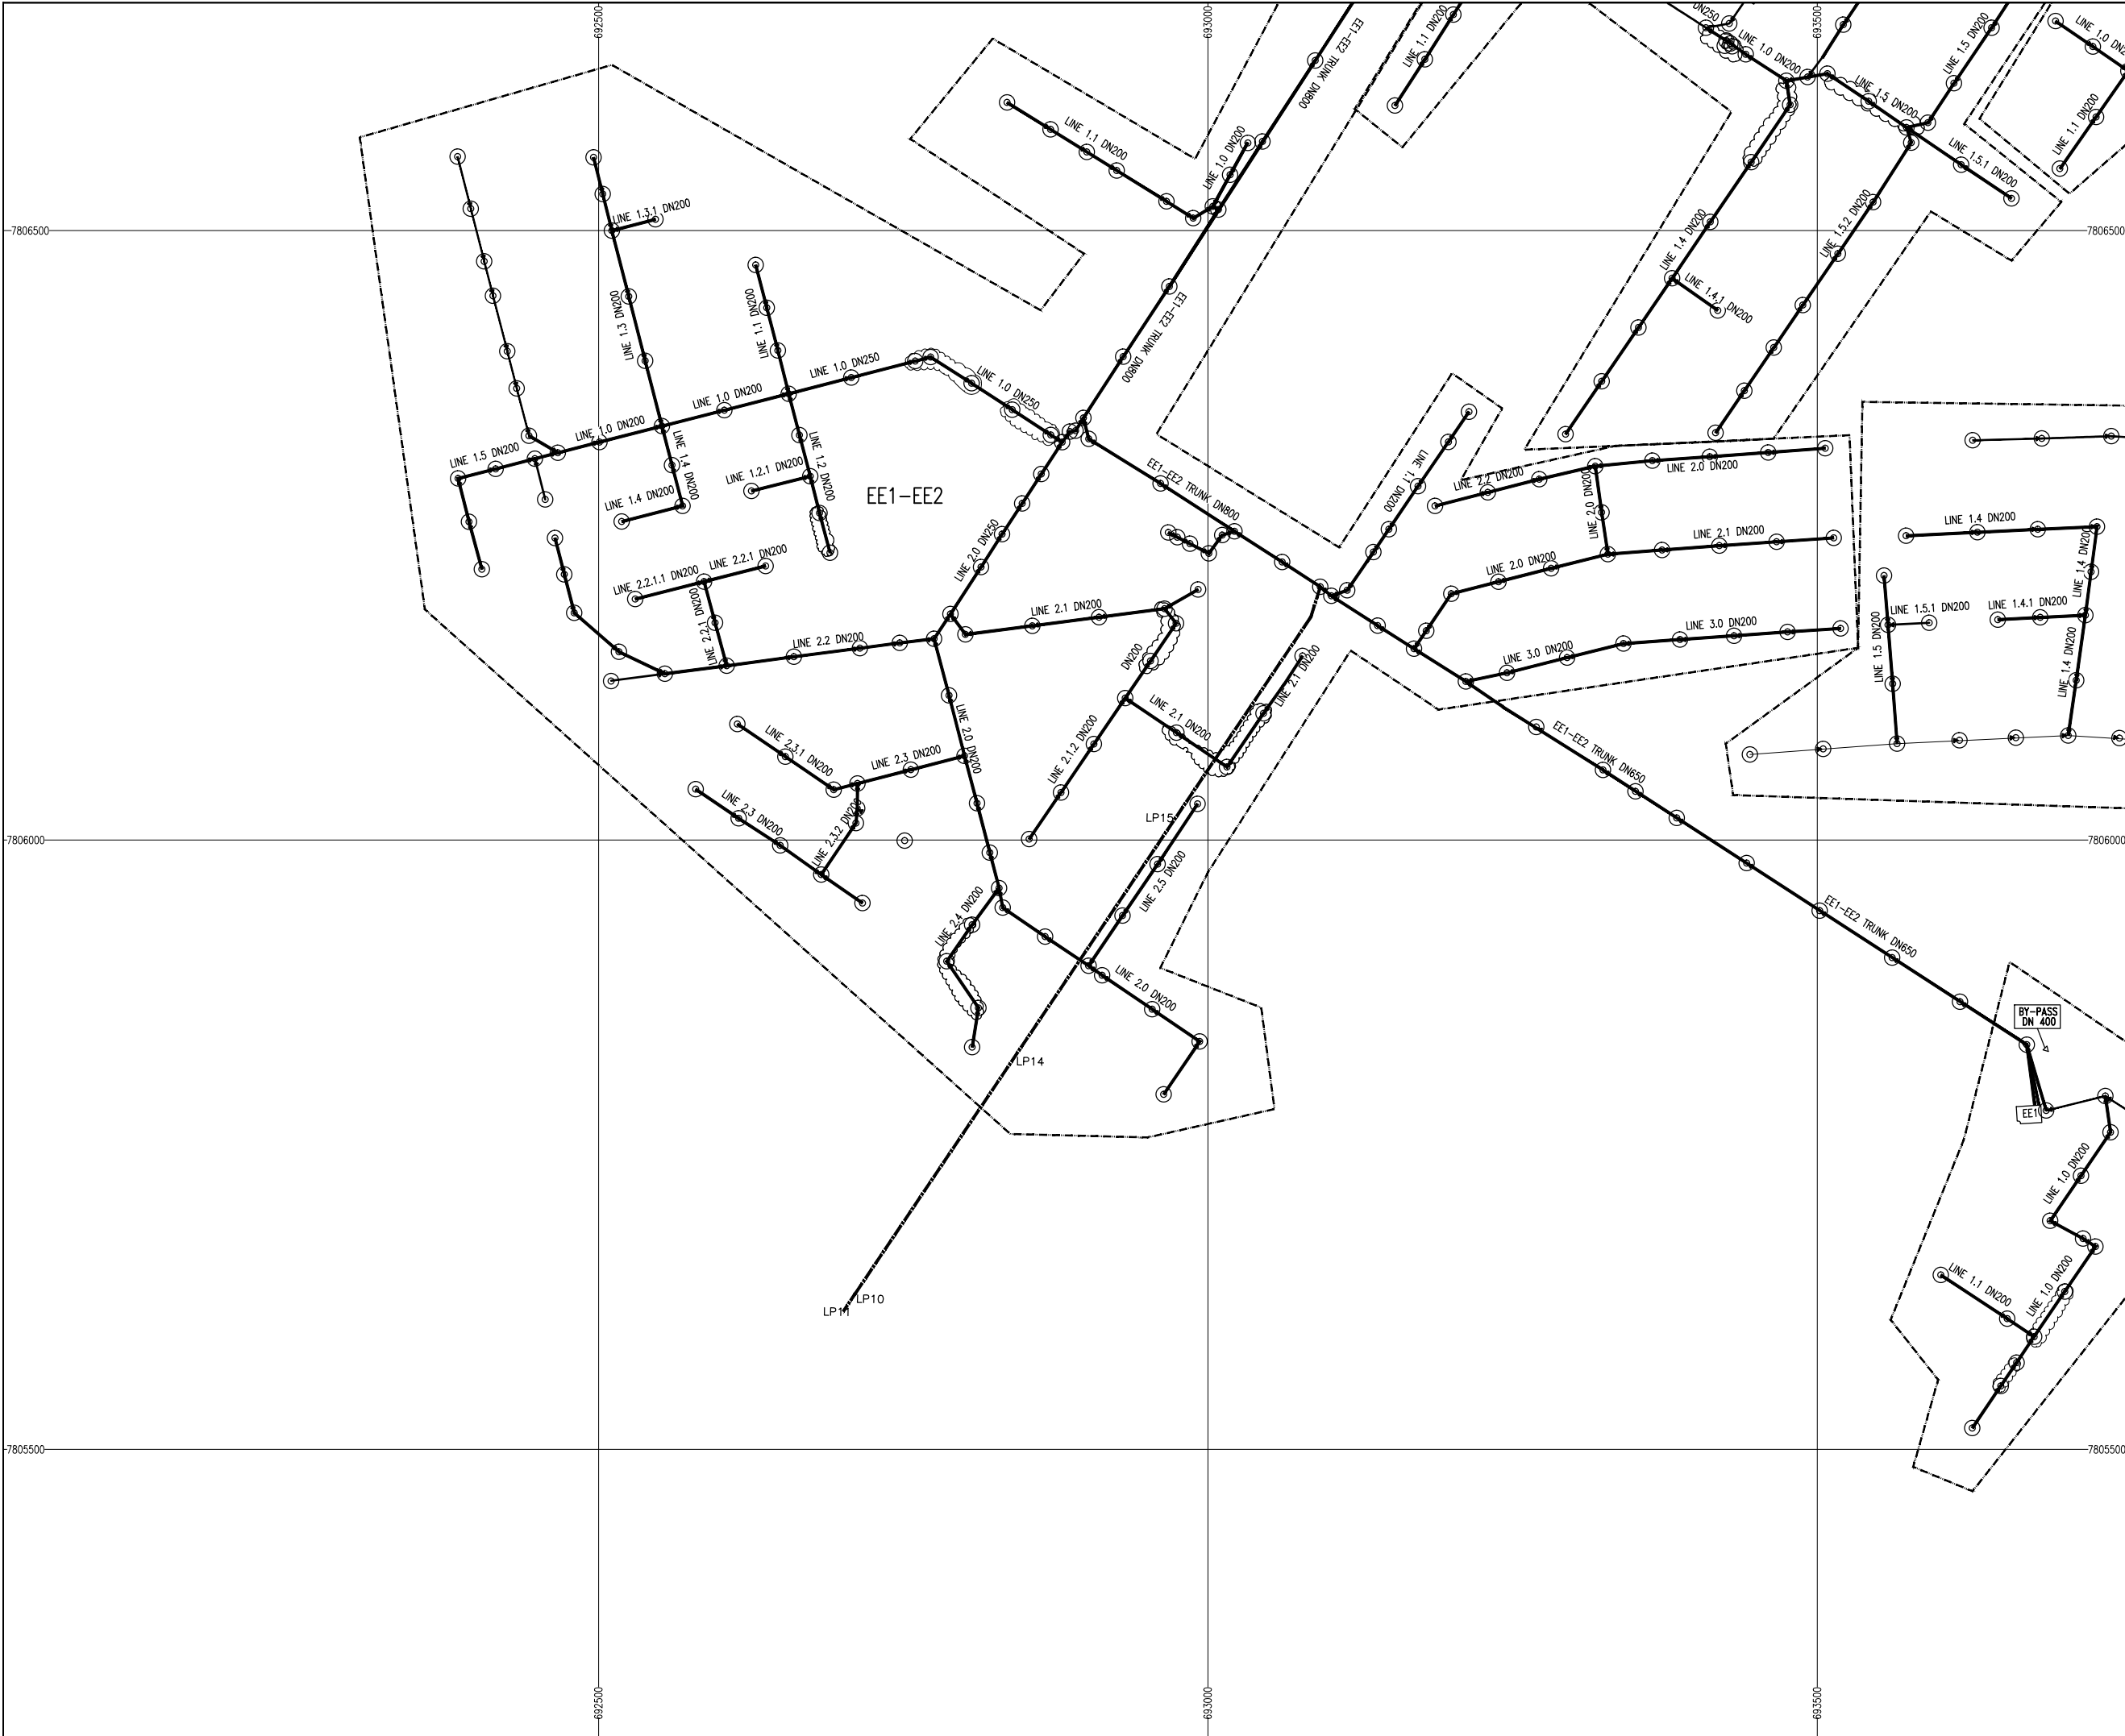 692500
693000
693500
DN250
LINE 1.1 DN200
EE1-EE2 TRUNK DN800
LINE 1.0 DN200
LINE 1.5 DN200
LINE 1.0
LINE 1.1 DN200
LINE 1.0 DN200
LINE 1.5 DN200
LINE 1.1 DN200
LINE 1.5.1 DN200
7806500
7806500
LINE 1.3.1 DN200
LINE 1.4 DN200
LINE 1.5.2 DN200
LINE 1.3 DN200
LINE 1.1 DN200
EE1-EE2 TRUNK DN800
LINE 1.4.1 DN200
LINE 1.0 DN250
LINE 1.0 DN200
LINE 1.0 DN250
LINE 1.0 DN200
LINE 1.5 DN200
LINE 1.4 DN200
LINE 1.2.1 DN200
LINE 1.2 DN200
LINE 1.4 DN200
EE1-EE2
EE1-EE2 TRUNK DN800
LINE 1.1 DN200
LINE 2.2 DN200
LINE 2.0 DN200
LINE 2.0 DN200
LINE 2.1 DN200
LINE 1.4 DN200
LINE 1.4 DN200
LINE 2.0 DN250
LINE 2.2.1 DN200
LINE 2.2.1.1 DN200
LINE 2.0 DN200
LINE 2.2.1 DN200
LINE 2.1 DN200
LINE 1.5.1 DN200
LINE 1.4.1 DN200
LINE 2.2 DN200
DN200
LINE 3.0 DN200
LINE 3.0 DN200
LINE 1.5 DN200
LINE 1.4 DN200
LINE 2.1 DN200
LINE 2.1 DN200
LINE 2.0 DN200
LINE 2.3.1 DN200
LINE 2.3 DN200
LINE 2.1.2 DN200
EE1-EE2 TRUNK DN650
LINE 2.3 DN200
LINE 2.3.2 DN200
LP15
7806000
7806000
LINE 2.5 DN200
LINE 2.4 DN200
EE1-EE2 TRUNK DN650
LINE 2.0 DN200
BY-PASS
DN 400
LP14
EE1
LINE 1.0 DN200
LINE 1.1 DN200
LINE 1.0 DN200
LP10
LP11
7805500
7805500
692500
693000
693500